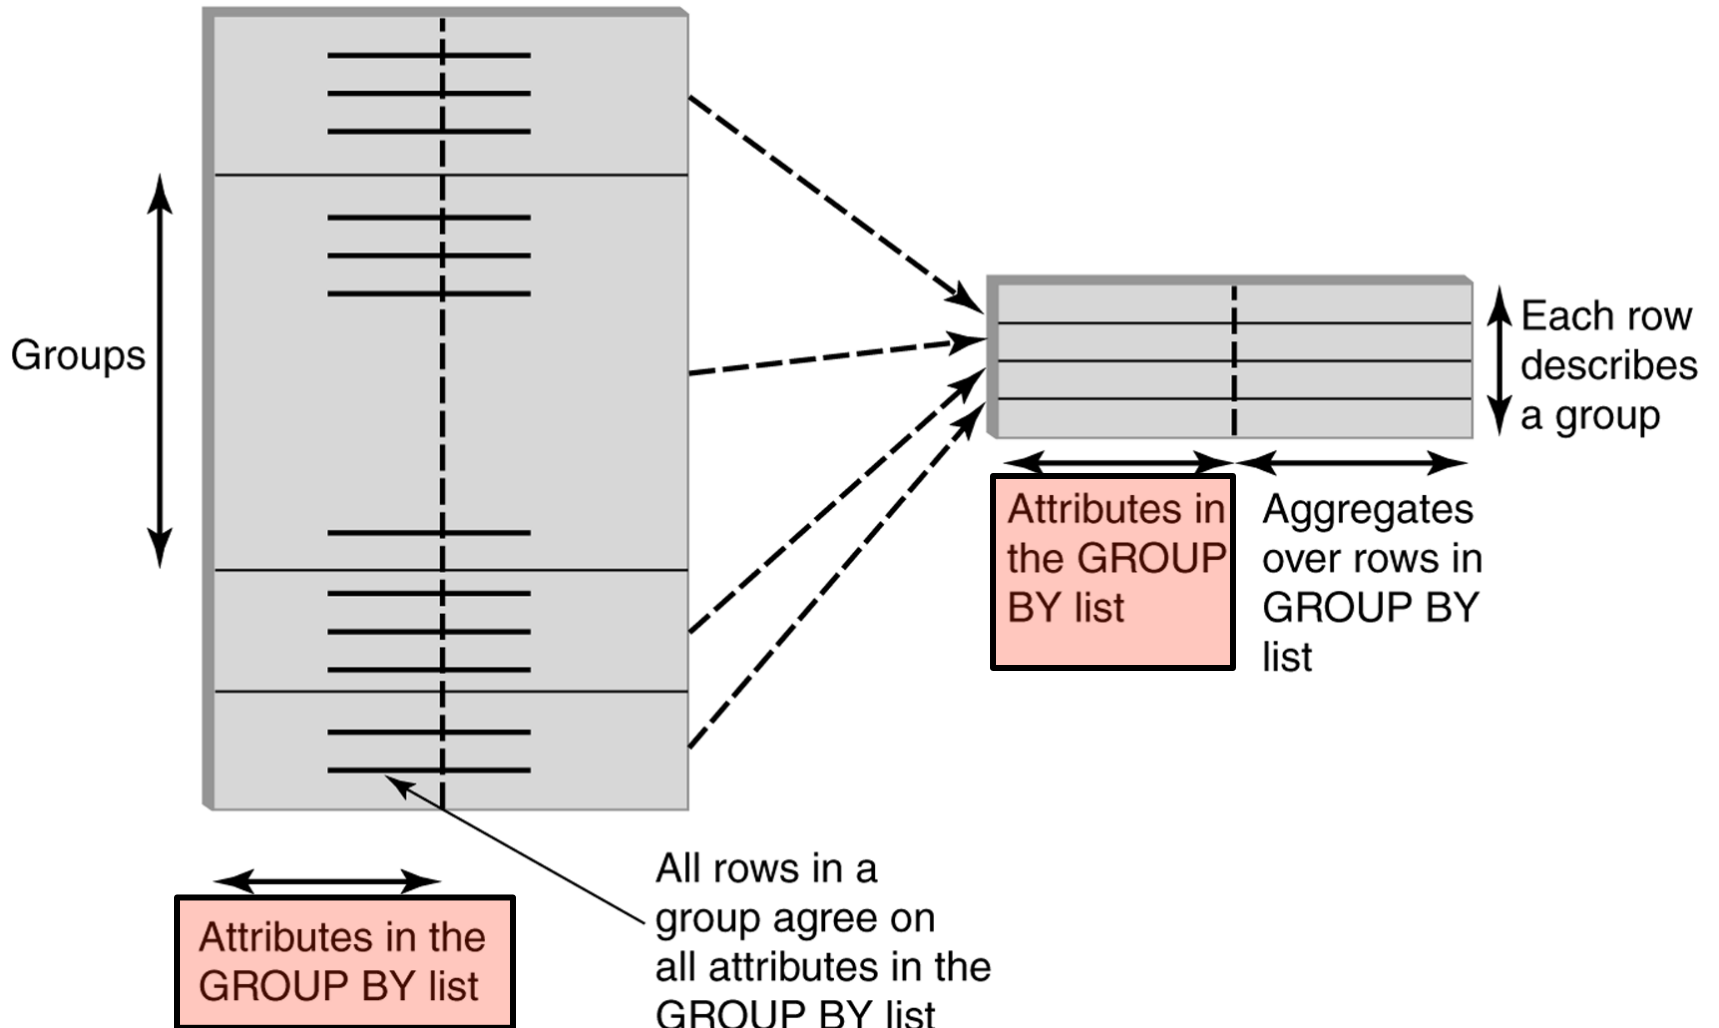 Groups
Each row
describes
a group
Attributes in
the GROUP
BY list
Aggregates
over rows in
GROUP BY
list
Attributes in the
GROUP BY list
All rows in a
group agree on
all attributes in the
GROUP BY list